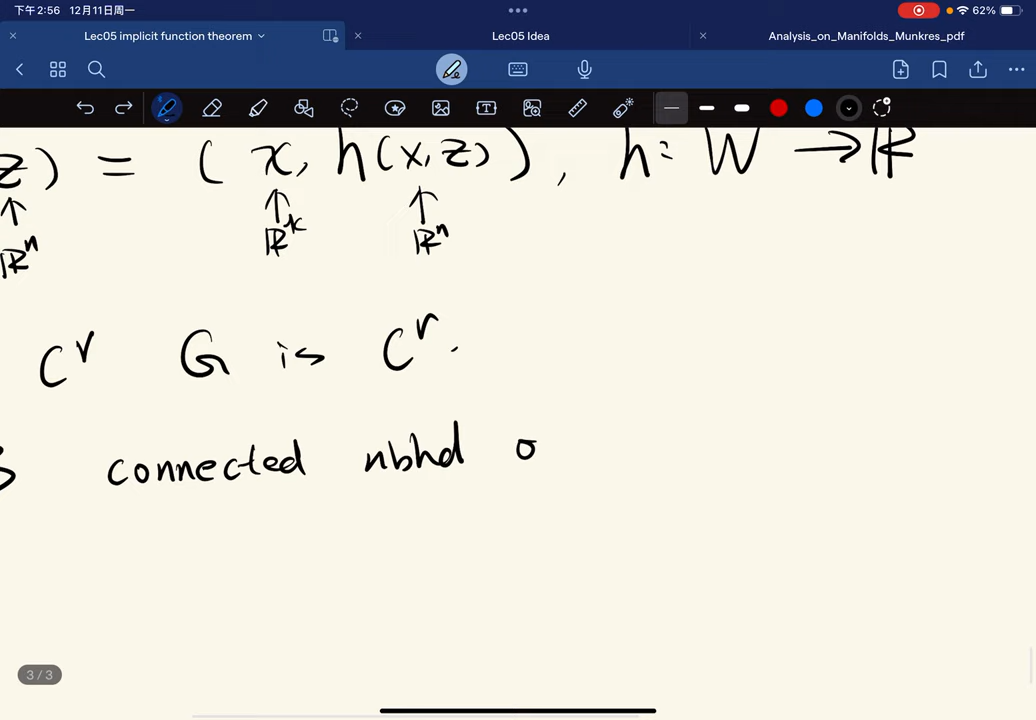 下午2:56 12月11日周一
62%
Lec05 implicit function theorem
Lec05 Idea
Analysis_on_Manifolds_Munkres_pdf
z) = (x, h(x, z)), h: W → ℝ
↑ ↑ ↑
ℝⁿ ℝᵏ ℝⁿ
Cʳ G is Cʳ.
connected nbhd o
3 / 3